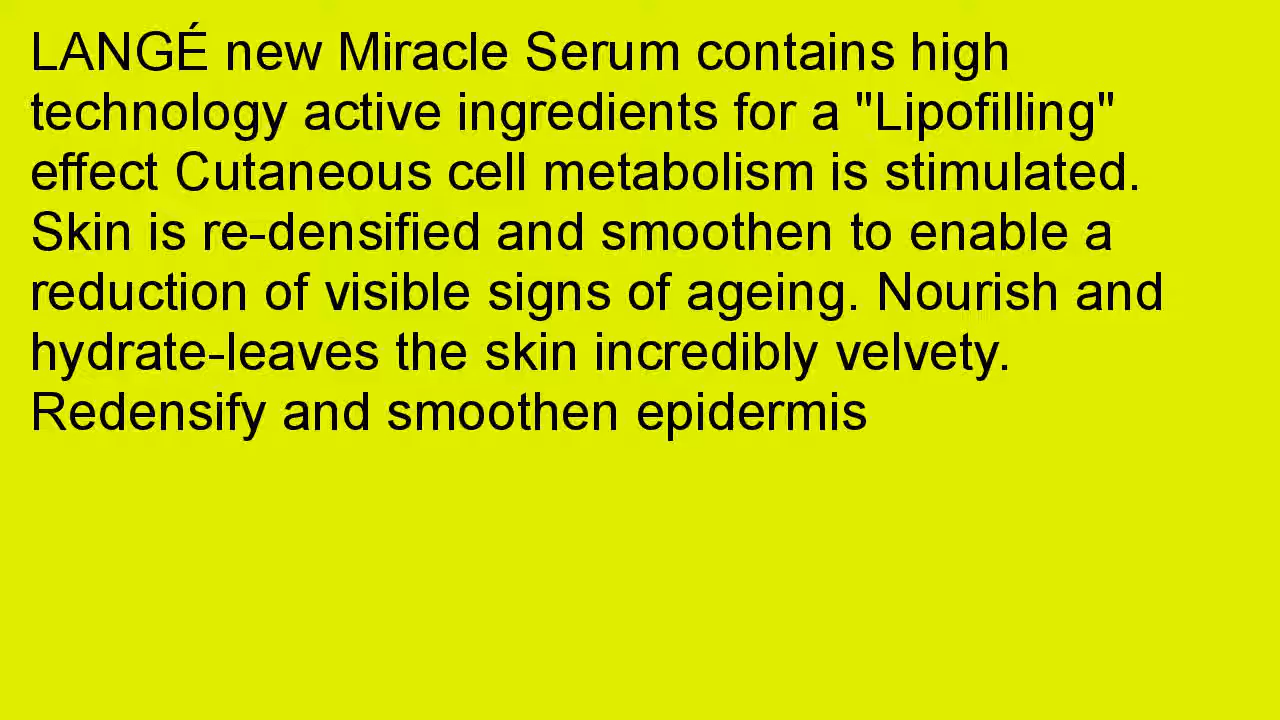 LANGÉ new Miracle Serum contains high
technology active ingredients for a "Lipofilling"
effect Cutaneous cell metabolism is stimulated.
Skin is re-densified and smoothen to enable a
reduction of visible signs of ageing. Nourish and
hydrate-leaves the skin incredibly velvety.
Redensify and smoothen epidermis